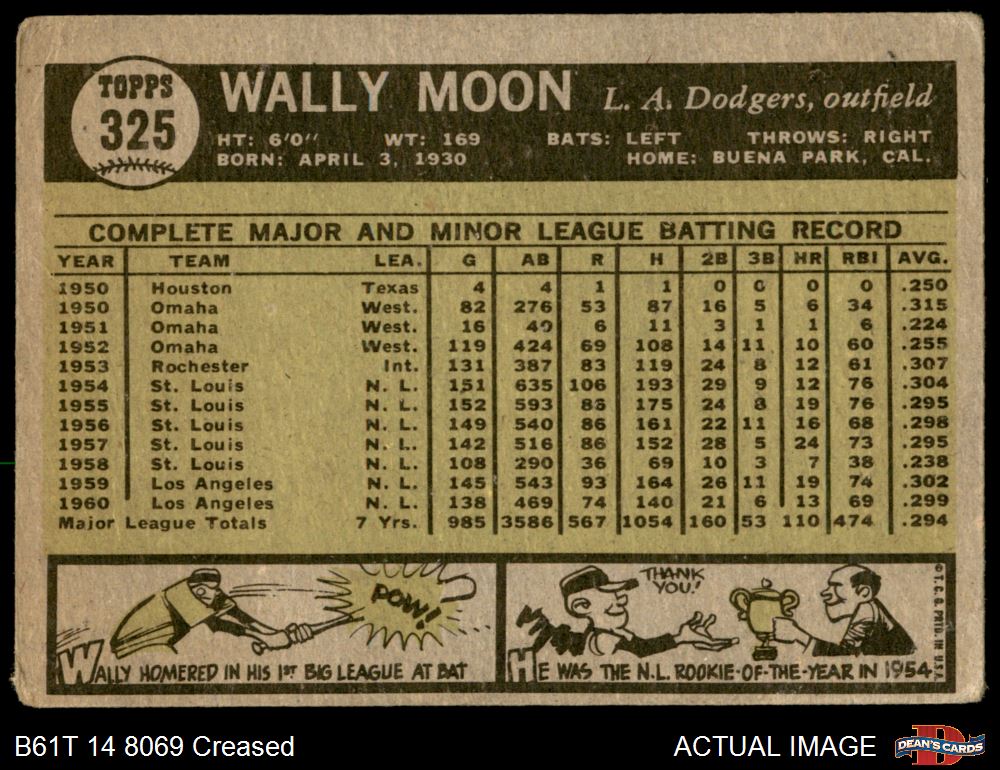 TOPPS
325
WALLY MOON L. A. Dodgers, outfield
HT: 6'0" WT: 169 BATS: LEFT THROWS: RIGHT
BORN: APRIL 3, 1930 HOME: BUENA PARK, CAL.
COMPLETE MAJOR AND MINOR LEAGUE BATTING RECORD
YEAR TEAM LEA. G AB R H 2B 3B HR RBI AVG.
1950 Houston Texas 4 4 1 1 0 0 0 0 .250
1950 Omaha West. 82 276 53 87 16 5 6 34 .315
1951 Omaha West. 16 49 6 11 3 1 1 6 .224
1952 Omaha West. 119 424 69 108 14 11 10 60 .255
1953 Rochester Int. 131 387 83 119 24 8 12 61 .307
1954 St. Louis N. L. 151 635 106 193 29 9 12 76 .304
1955 St. Louis N. L. 152 593 88 175 24 8 19 76 .295
1956 St. Louis N. L. 149 540 86 161 22 11 16 68 .298
1957 St. Louis N. L. 142 516 86 152 28 5 24 73 .295
1958 St. Louis N. L. 108 290 36 69 10 3 7 38 .238
1959 Los Angeles N. L. 145 543 93 164 26 11 19 74 .302
1960 Los Angeles N. L. 138 469 74 140 21 6 13 69 .299
Major League Totals 7 Yrs. 985 3586 567 1054 160 53 110 474 .294
POW!
WALLY HOMERED IN HIS 1ST BIG LEAGUE AT BAT
THANK
YOU!
HE WAS THE N.L. ROOKIE-OF-THE-YEAR IN 1954
© T. C. G. PRTD. IN U.S.A.
B61T 14 8069 Creased
ACTUAL IMAGE
DEAN'S CARDS